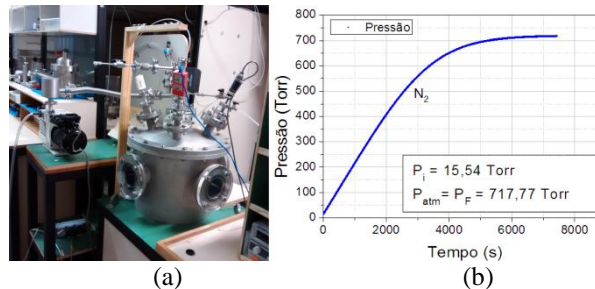 800
700
600
500
400
300
200
100
0
Pressão (Torr)
Pressão
N₂
Pᵢ = 15,54 Torr
Pₐₜₘ = P_F = 717,77 Torr
0 2000 4000 6000 8000
Tempo (s)
(a) (b)